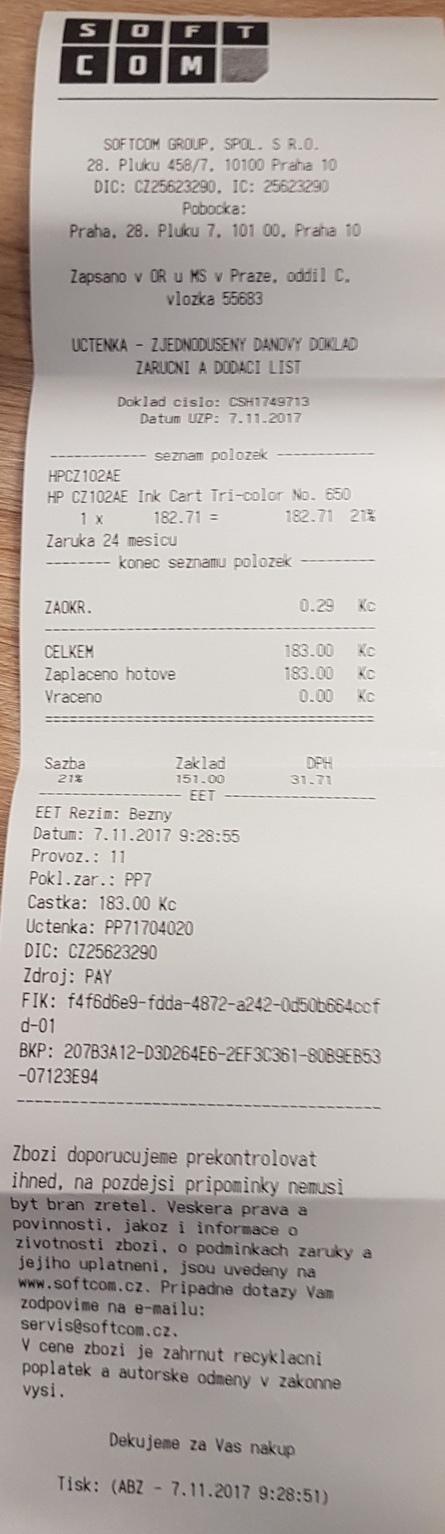 SOFT
COM
SOFTCOM GROUP, SPOL. S R.O.
28. Pluku 458/7, 10100 Praha 10
DIC: CZ25623290, IC: 25623290
Pobocka:
Praha, 28. Pluku 7, 101 00, Praha 10
Zapsano v OR u MS v Praze, oddil C,
vlozka 55683
UCTENKA - ZJEDNODUSENY DANOVY DOKLAD
ZARUCNI A DODACI LIST
Doklad cislo: CSH1749713
Datum UZP: 7.11.2017
------------ seznam polozek ------------
HPCZ102AE
HP CZ102AE Ink Cart Tri-color No. 650
1 x 182.71 = 182.71 21%
Zaruka 24 mesicu
-------- konec seznamu polozek ---------
ZAOKR. 0.29 Kc
----------------------------------------
CELKEM 183.00 Kc
Zaplaceno hotove 183.00 Kc
Vraceno 0.00 Kc
========================================
Sazba Zaklad DPH
21% 151.00 31.71
----------------- EET ------------------
EET Rezim: Bezny
Datum: 7.11.2017 9:28:55
Provoz.: 11
Pokl.zar.: PP7
Castka: 183.00 Kc
Uctenka: PP71704020
DIC: CZ25623290
Zdroj: PAY
FIK: f4f6d6e9-fdda-4872-a242-0d50b664ccf
d-01
BKP: 207B3A12-D3D264E6-2EF3C361-80B9EB53
-07123E94
----------------------------------------
Zbozi doporucujeme prekontrolovat
ihned, na pozdejsi pripominky nemusi
byt bran zretel. Veskera prava a
povinnosti, jakoz i informace o
zivotnosti zbozi, o podminkach zaruky a
jejiho uplatneni, jsou uvedeny na
www.softcom.cz. Pripadne dotazy Vam
zodpovime na e-mailu:
servis@softcom.cz.
V cene zbozi je zahrnut recyklacni
poplatek a autorske odmeny v zakonne
vysi.
Dekujeme za Vas nakup
Tisk: (ABZ - 7.11.2017 9:28:51)